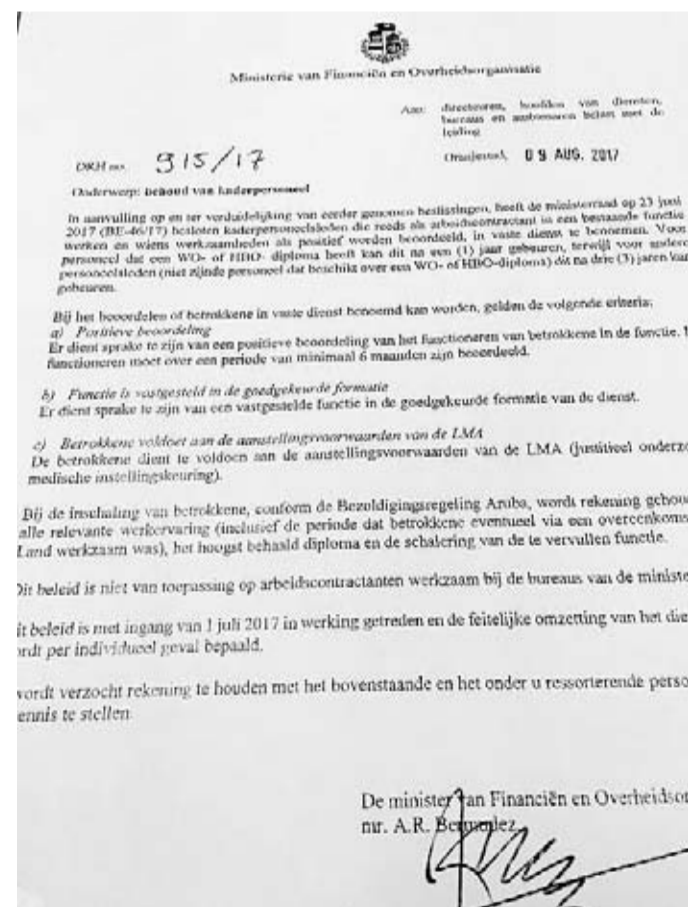 Ministerie van Financiën en Overheidsorganisatie
Aan: directeuren, hoofden van diensten,
bureaus en ambtenaren belast met de
leiding
DRH nr. 915/17
Oranjestad, 09 AUG. 2017
Onderwerp: behoud van kaderpersoneel
In aanvulling op en ter verduidelijking van eerder genomen beslissingen, heeft de ministerraad op 23 juni
2017 (BE-46/17) besloten kaderpersoneelsleden die reeds als arbeidscontractant in een bestaande functie
werken en wiens werkzaamheden als positief worden beoordeeld, in vaste dienst te benoemen. Voor
personeel dat een WO- of HBO- diploma heeft kan dit na een (1) jaar gebeuren, terwijl voor andere
personeelsleden (niet zijnde personeel dat beschikt over een WO- of HBO-diploma) dit na drie (3) jaren kan
gebeuren.
Bij het beoordelen of betrokkene in vaste dienst benoemd kan worden, gelden de volgende criteria:
a) Positieve beoordeling
Er dient sprake te zijn van een positieve beoordeling van het functioneren van betrokkene in de functie.
functioneren moet over een periode van minimaal 6 maanden zijn beoordeeld.
b) Functie is vastgesteld in de goedgekeurde formatie
Er dient sprake te zijn van een vastgestelde functie in de goedgekeurde formatie van de dienst.
c) Betrokkene voldoet aan de aanstellingsvoorwaarden van de LMA
De betrokkene dient te voldoen aan de aanstellingsvoorwaarden van de LMA (justitieel onderzo
medische instellingskeuring).
Bij de inschaling van betrokkene, conform de Bezoldigingsregeling Aruba, wordt rekening gehou
alle relevante werkervaring (inclusief de periode dat betrokkene eventueel via een overeenkoms
Land werkzaam was), het hoogst behaald diploma en de schalering van de te vervullen functie.
Dit beleid is niet van toepassing op arbeidscontractanten werkzaam bij de bureaus van de ministe
it beleid is met ingang van 1 juli 2017 in werking getreden en de feitelijke omzetting van het die
ordt per individueel geval bepaald.
wordt verzocht rekening te houden met het bovenstaande en het onder u ressorterende perso
ennis te stellen.
De minister van Financiën en Overheidsor
mr. A.R. Bermudez